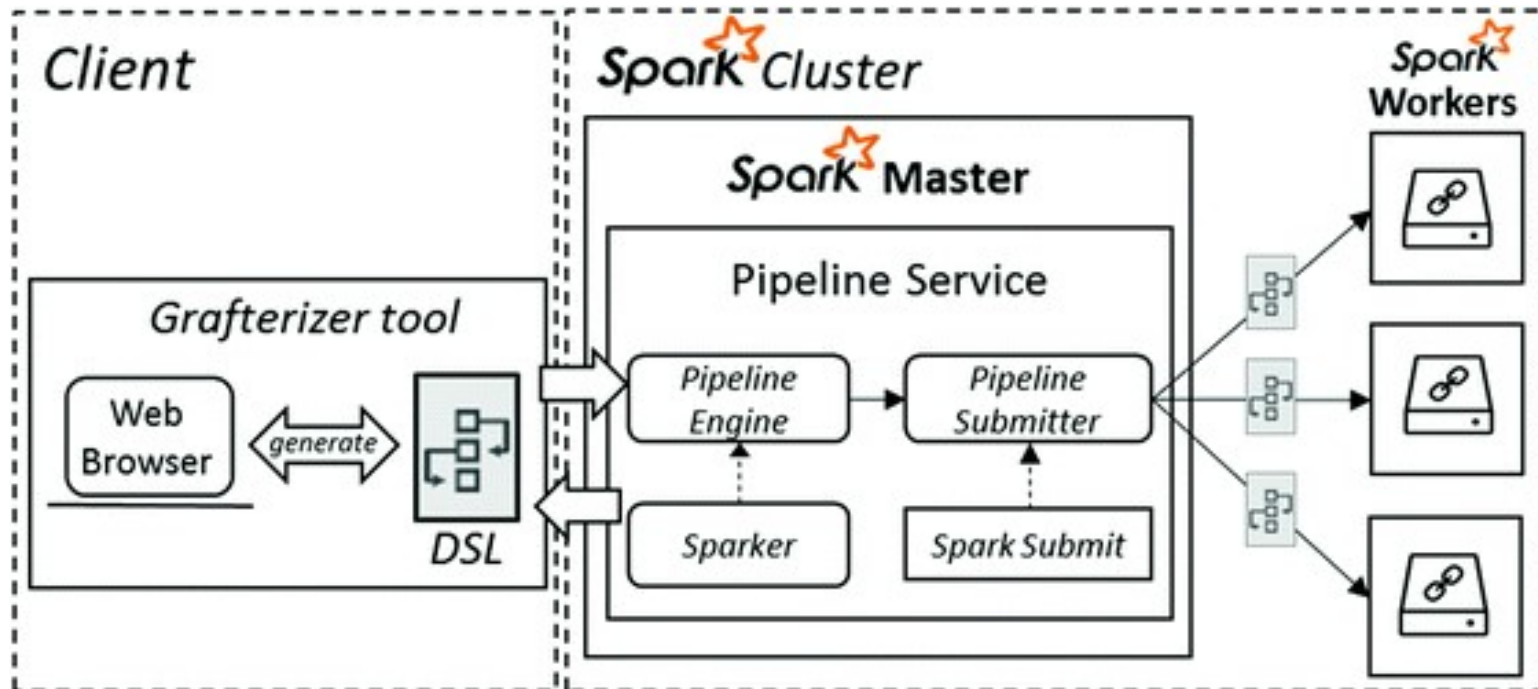 Client
Spark Cluster
Spark
Workers
Spark Master
Pipeline Service
Grafterizer tool
Web
Browser
generate
DSL
Pipeline
Engine
Pipeline
Submitter
Sparker
Spark Submit